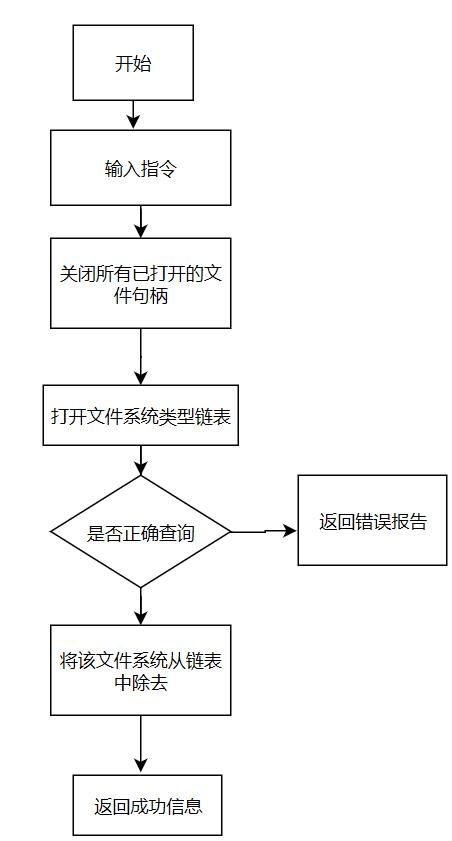 开始
输入指令
关闭所有已打开的文
件句柄
打开文件系统类型链表
是否正确查询
返回错误报告
将该文件系统从链表
中除去
返回成功信息